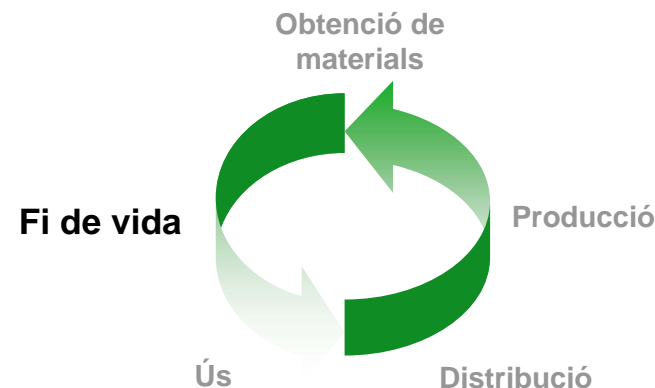 Obtenció de
materials
Fi de vida
Producció
Ús
Distribució